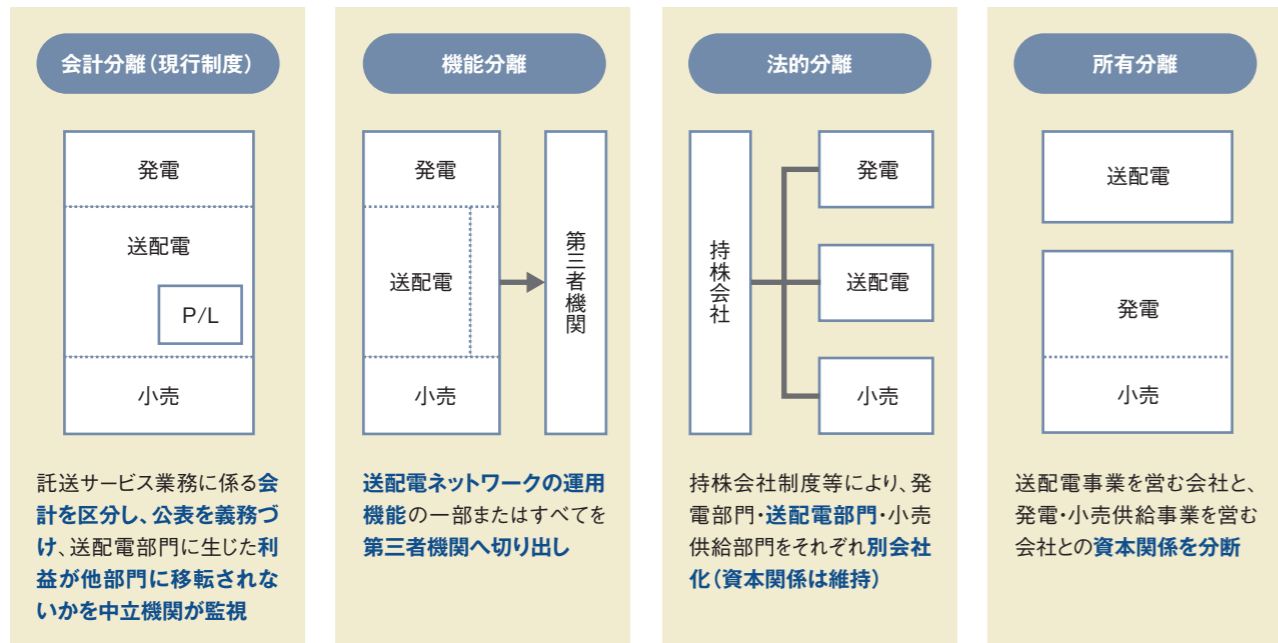 会計分離（現行制度）
発電
送配電
P/L
小売
託送サービス業務に係る会
計を区分し、公表を義務づ
け、送配電部門に生じた利
益が他部門に移転されな
いかを中立機関が監視
機能分離
発電
送配電
小売
第三者機関
送配電ネットワークの運用
機能の一部またはすべてを
第三者機関へ切り出し
法的分離
持株会社
発電
送配電
小売
持株会社制度等により、発
電部門・送配電部門・小売
供給部門をそれぞれ別会社
化（資本関係は維持）
所有分離
送配電
発電
小売
送配電事業を営む会社と、
発電・小売供給事業を営む
会社との資本関係を分断